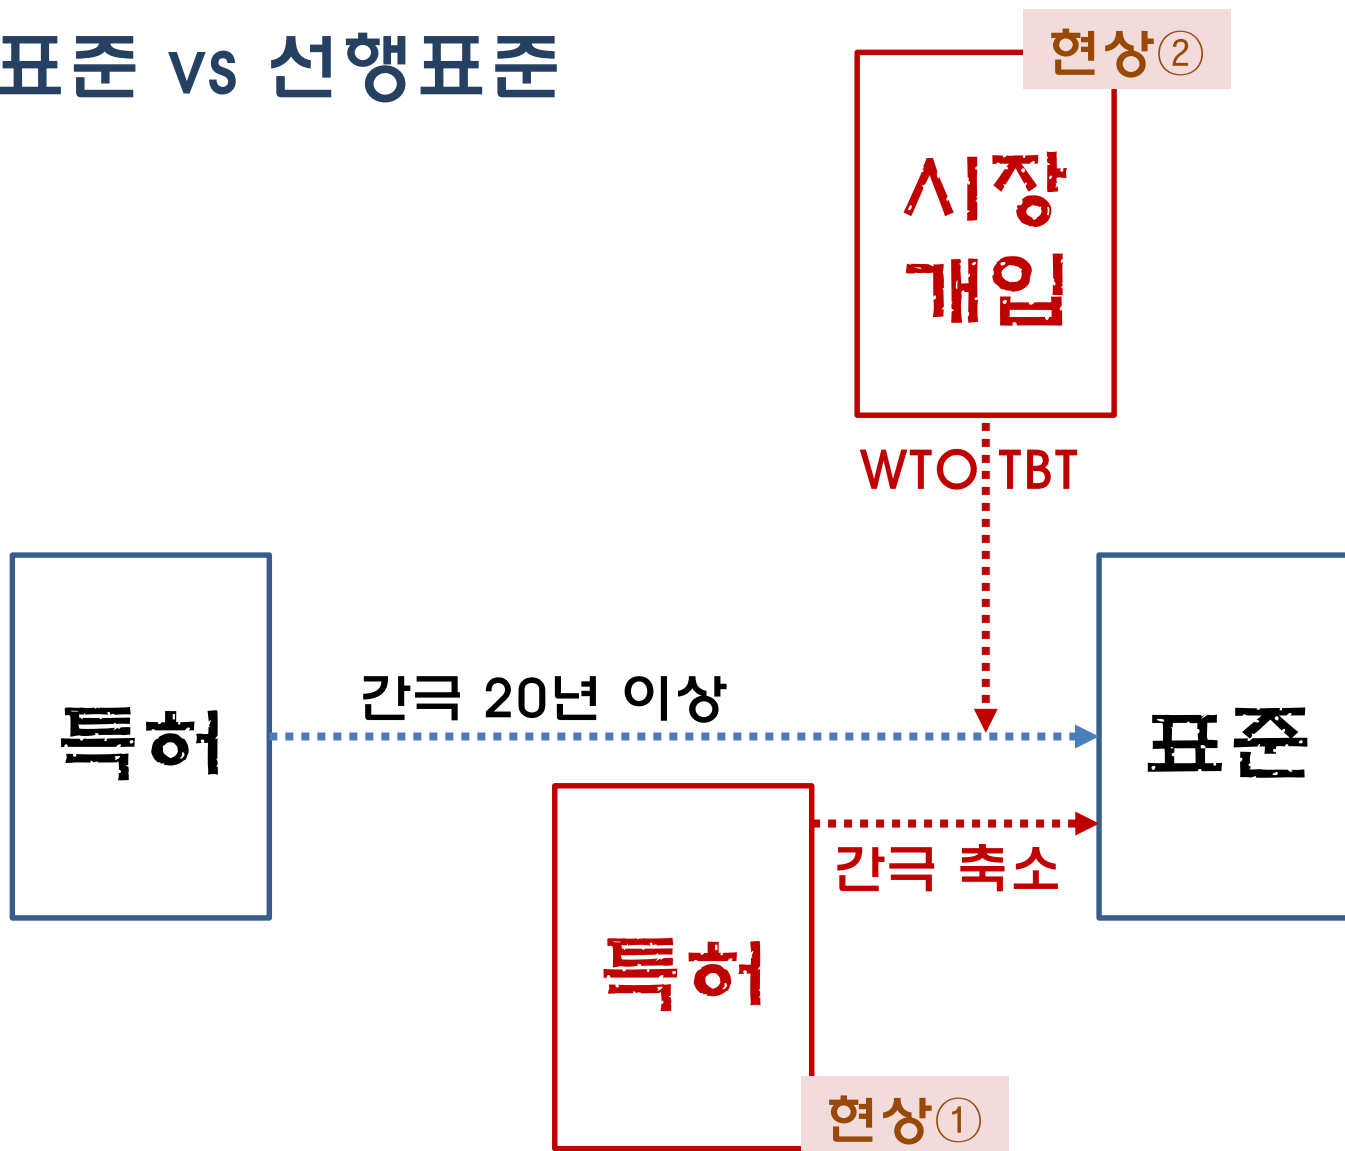 표준 vs 선행표준
현상②
시장
개입
WTO TBT
간극 20년 이상
특허
표준
간극 축소
특허
현상①